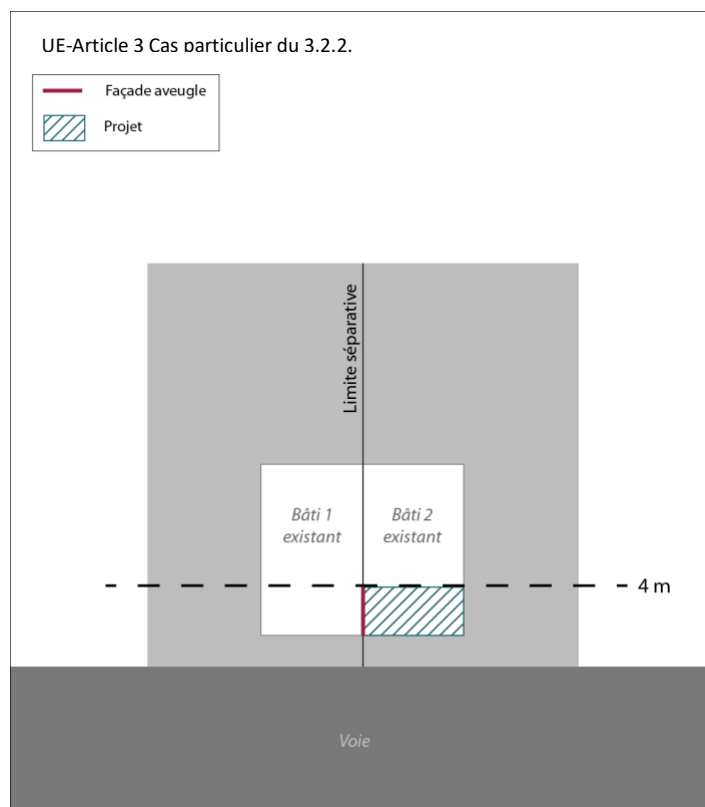 UE-Article 3 Cas particulier du 3.2.2.
Façade aveugle
Projet
Limite séparative
Bâti 1
existant
Bâti 2
existant
4 m
Voie